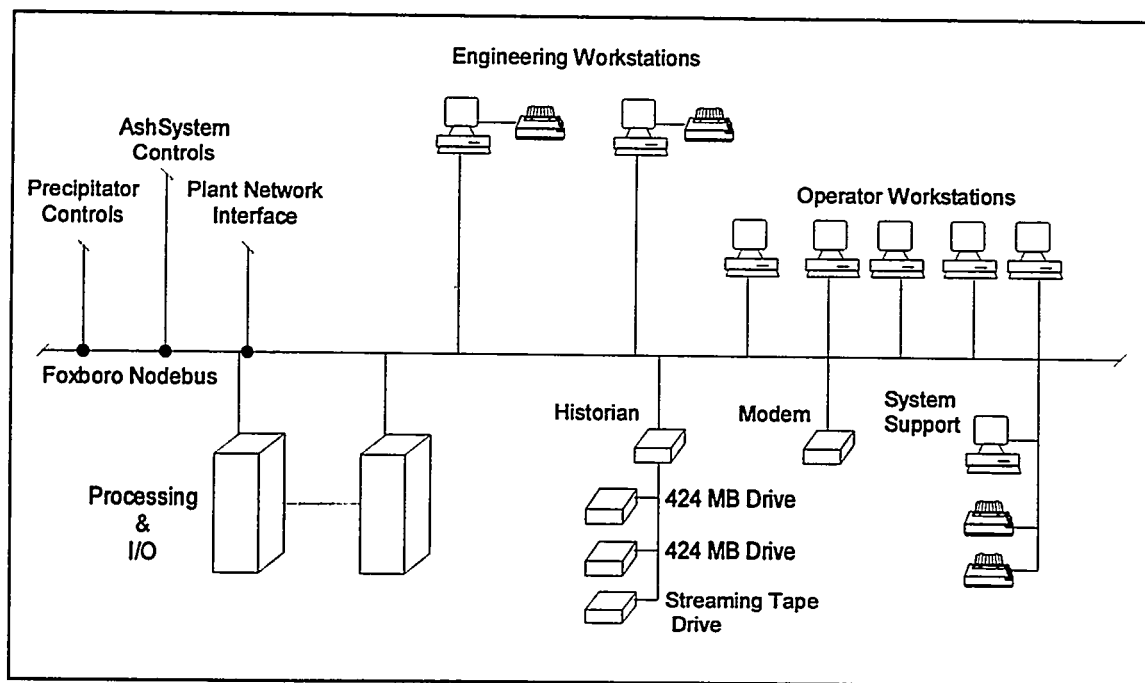 Engineering Workstations
AshSystem
Controls
Precipitator
Controls
Plant Network
Interface
Operator Workstations
Foxboro Nodebus
Historian
Modem
System
Support
Processing
&
I/O
424 MB Drive
424 MB Drive
Streaming Tape
Drive